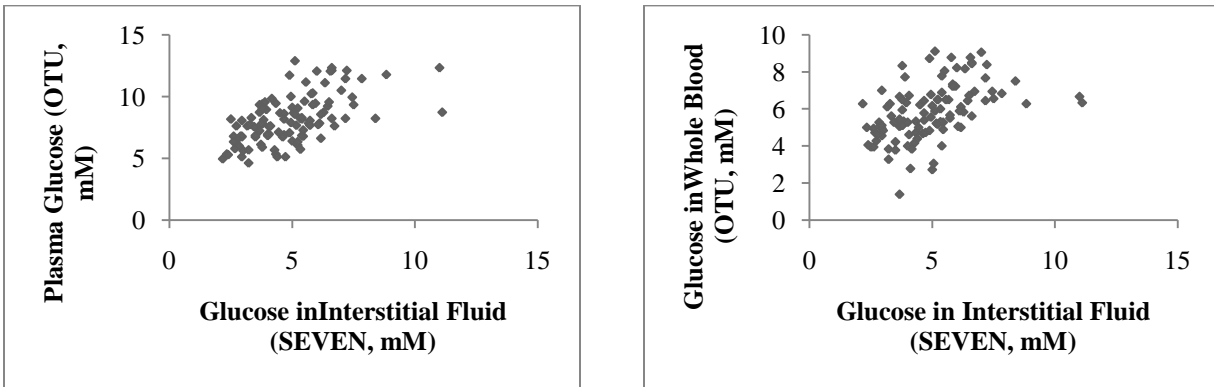 Plasma Glucose (OTU,
mM)
15
10
5
0
0 5 10 15
Glucose inInterstitial Fluid
(SEVEN, mM)
Glucose inWhole Blood
(OTU, mM)
10
8
6
4
2
0
0 5 10 15
Glucose in Interstitial Fluid
(SEVEN, mM)